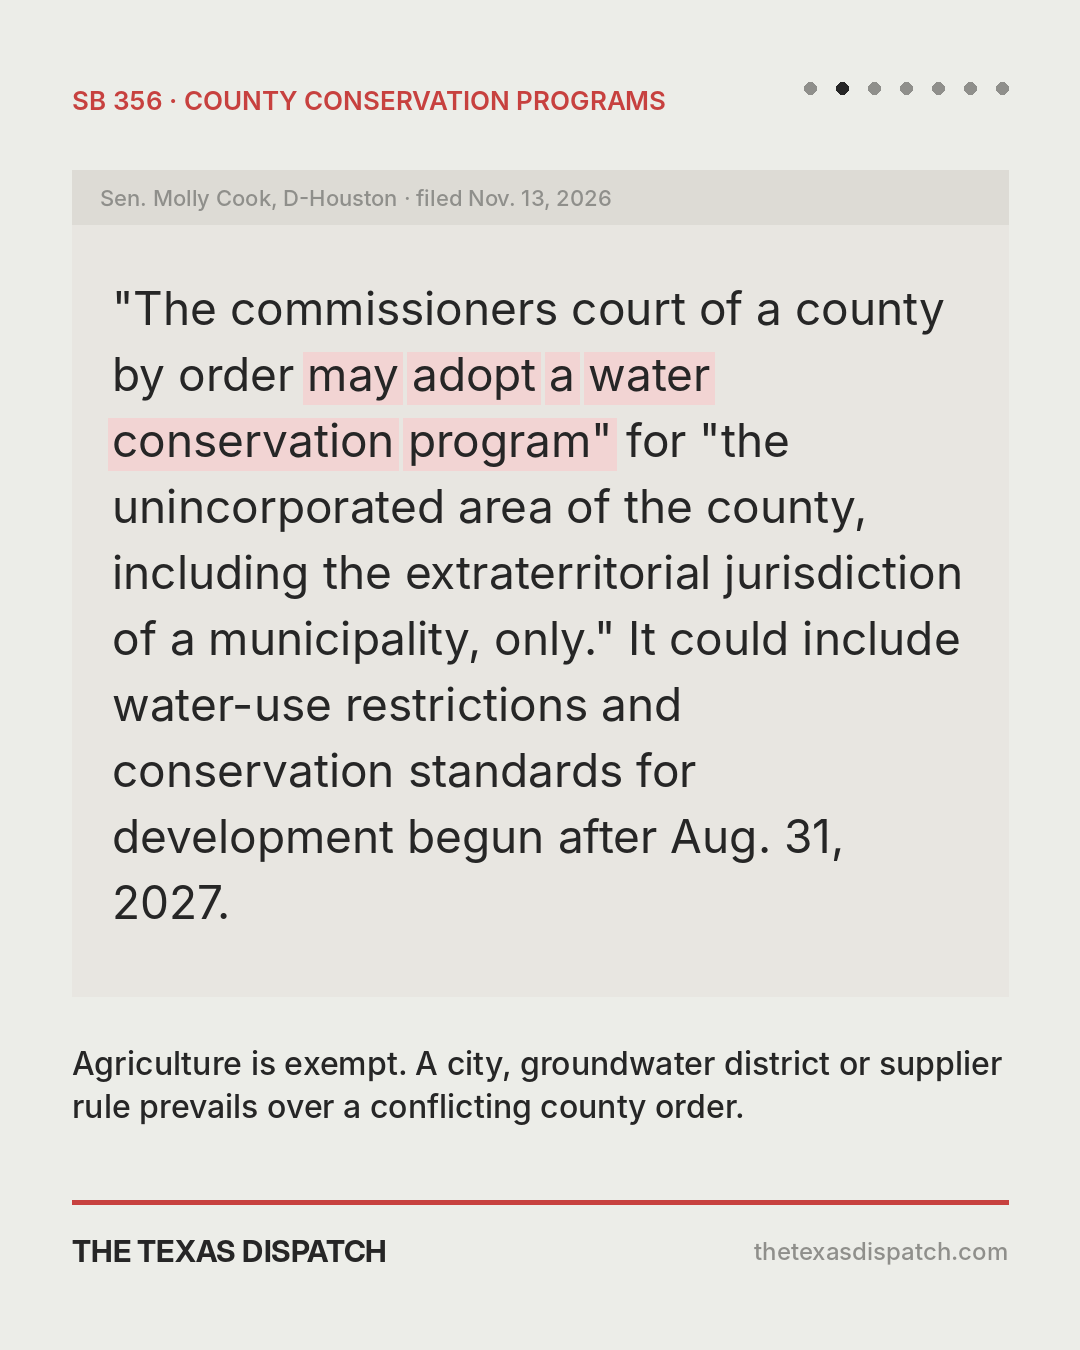 SB 356 · COUNTY CONSERVATION PROGRAMS
Sen. Molly Cook, D-Houston · filed Nov. 13, 2026
"The commissioners court of a county
by order may adopt a water
conservation program" for "the
unincorporated area of the county,
including the extraterritorial jurisdiction
of a municipality, only." It could include
water-use restrictions and
conservation standards for
development begun after Aug. 31,
2027.
Agriculture is exempt. A city, groundwater district or supplier
rule prevails over a conflicting county order.
THE TEXAS DISPATCH
thetexasdispatch.com